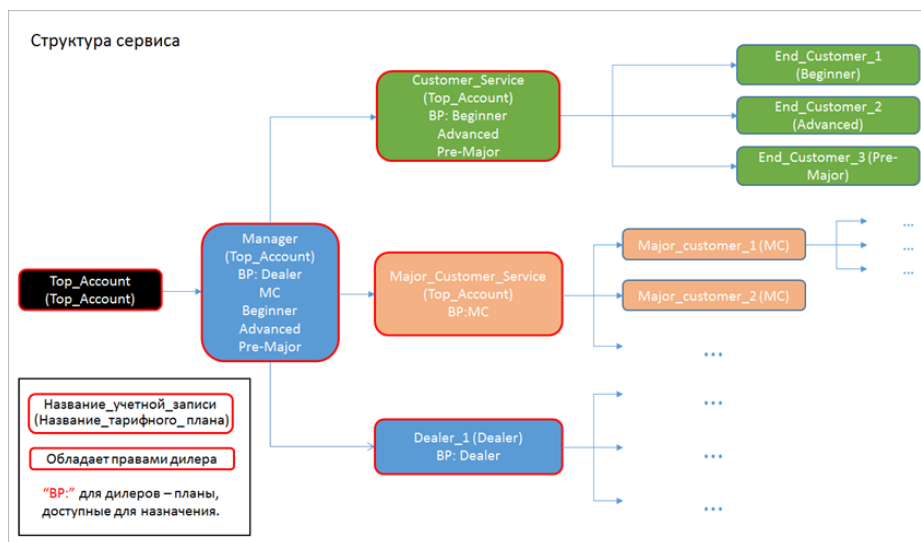 Структура сервиса
Customer_Service
(Top_Account)
BP: Beginner
Advanced
Pre-Major
End_Customer_1
(Beginner)
End_Customer_2
(Advanced)
End_Customer_3 (Pre-
Major)
Top_Account
(Top_Account)
Manager
(Top_Account)
BP: Dealer
MC
Beginner
Advanced
Pre-Major
Major_Customer_Service
(Top_Account)
BP:MC
Major_customer_1 (MC)
...
...
...
Major_customer_2 (MC)
...
Dealer_1 (Dealer)
BP: Dealer
...
...
...
Название_учетной_записи
(Название_тарифного_плана)
Обладает правами дилера
“BP:” для дилеров – планы,
доступные для назначения.